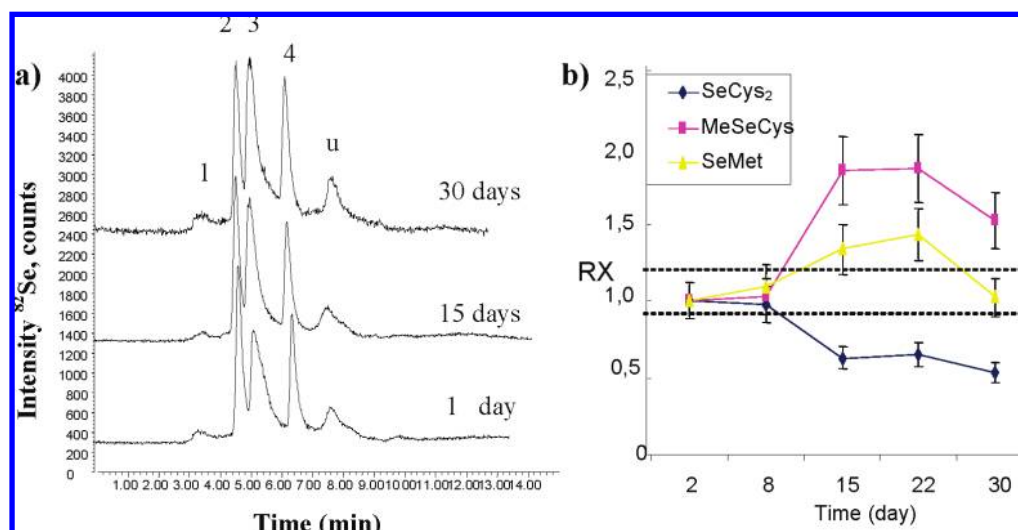 a)
2 3
4
1
u
30 days
15 days
1 day
Intensity ⁸²Se, counts
4000
3800
3600
3400
3200
3000
2800
2600
2400
2200
2000
1800
1600
1400
1200
1000
800
600
400
200
0
1.00 2.00 3.00 4.00 5.00 6.00 7.00 8.00 9.00 10.00 11.00 12.00 13.00 14.00
Time (min)
b)
SeCys₂
MeSeCys
SeMet
2,5
2,0
1,5
RX
1,0
0,5
0
2 8 15 22 30
Time (day)